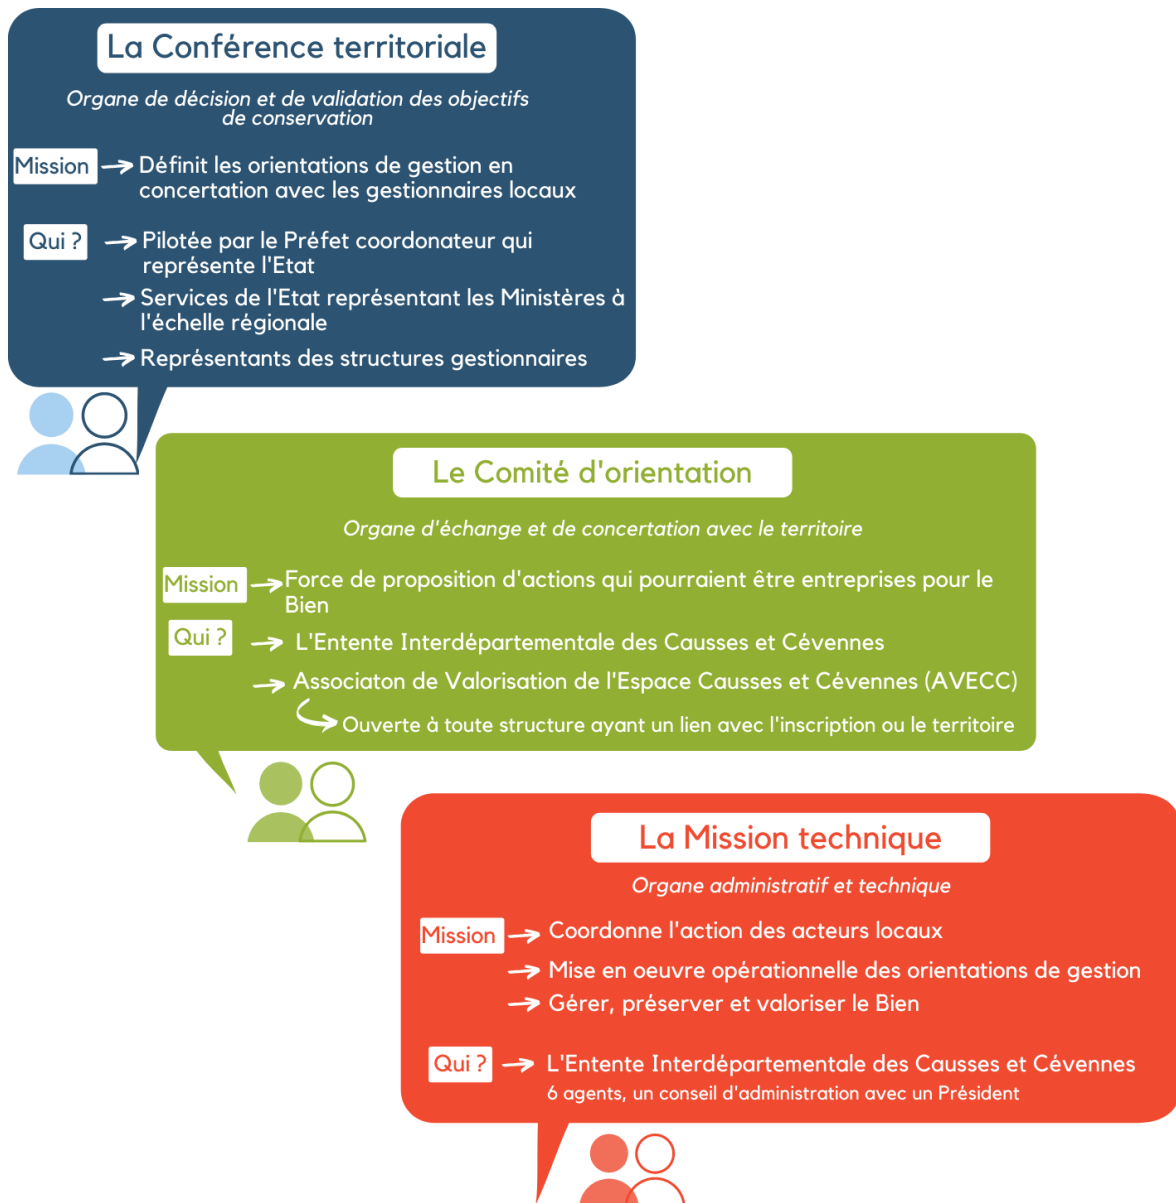 La Conférence territoriale
Organe de décision et de validation des objectifs
de conservation
Mission
Définit les orientations de gestion en
concertation avec les gestionnaires locaux
Qui ?
Pilotée par le Préfet coordonateur qui
représente l'Etat
Services de l'Etat représentant les Ministères à
l'échelle régionale
Représentants des structures gestionnaires
Le Comité d'orientation
Organe d'échange et de concertation avec le territoire
Mission
Force de proposition d'actions qui pourraient être entreprises pour le
Bien
Qui ?
L'Entente Interdépartementale des Causses et Cévennes
Associaton de Valorisation de l'Espace Causses et Cévennes (AVECC)
Ouverte à toute structure ayant un lien avec l'inscription ou le territoire
La Mission technique
Organe administratif et technique
Mission
Coordonne l'action des acteurs locaux
Mise en oeuvre opérationnelle des orientations de gestion
Gérer, préserver et valoriser le Bien
Qui ?
L'Entente Interdépartementale des Causses et Cévennes
6 agents, un conseil d'administration avec un Président